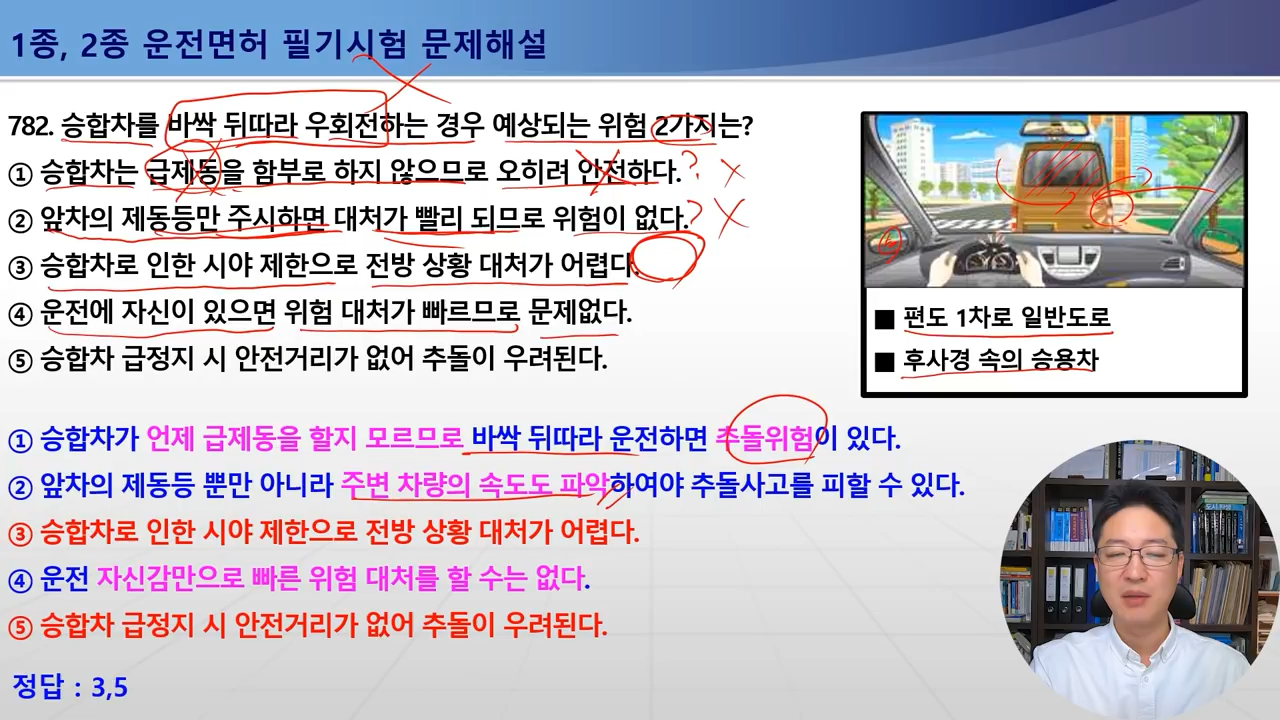 1종, 2종 운전면허 필기시험 문제해설
782. 승합차를 바싹 뒤따라 우회전하는 경우 예상되는 위험 2가지는?
① 승합차는 급제동을 함부로 하지 않으므로 오히려 안전하다.
② 앞차의 제동등만 주시하면 대처가 빨리 되므로 위험이 없다.
③ 승합차로 인한 시야 제한으로 전방 상황 대처가 어렵다.
④ 운전에 자신이 있으면 위험 대처가 빠르므로 문제없다.
⑤ 승합차 급정지 시 안전거리가 없어 추돌이 우려된다.
■ 편도 1차로 일반도로
■ 후사경 속의 승용차
① 승합차가 언제 급제동을 할지 모르므로 바싹 뒤따라 운전하면 추돌위험이 있다.
② 앞차의 제동등 뿐만 아니라 주변 차량의 속도도 파악하여야 추돌사고를 피할 수 있다.
③ 승합차로 인한 시야 제한으로 전방 상황 대처가 어렵다.
④ 운전 자신감만으로 빠른 위험 대처를 할 수는 없다.
⑤ 승합차 급정지 시 안전거리가 없어 추돌이 우려된다.
정답 : 3,5